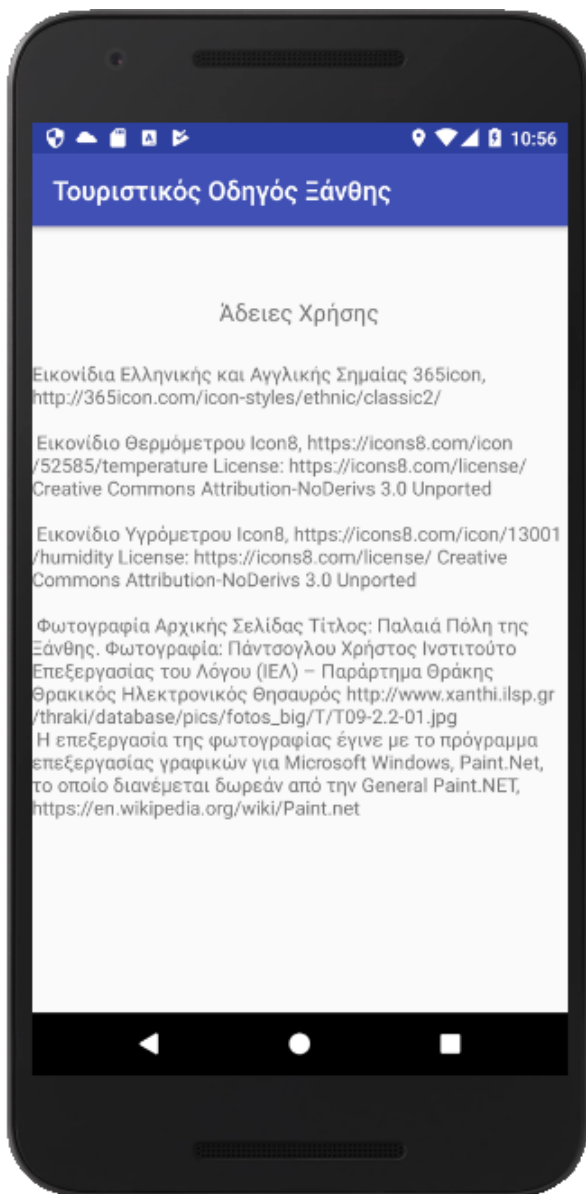 10:56
Τουριστικός Οδηγός Ξάνθης
Άδειες Χρήσης
Εικονίδια Ελληνικής και Αγγλικής Σημαίας 365icon,
http://365icon.com/icon-styles/ethnic/classic2/
Εικονίδιο Θερμόμετρου Icon8, https://icons8.com/icon
/52585/temperature License: https://icons8.com/license/
Creative Commons Attribution-NoDerivs 3.0 Unported
Εικονίδιο Υγρόμετρου Icon8, https://icons8.com/icon/13001
/humidity License: https://icons8.com/license/ Creative
Commons Attribution-NoDerivs 3.0 Unported
Φωτογραφία Αρχικής Σελίδας Τίτλος: Παλαιά Πόλη της
Ξάνθης. Φωτογραφία: Πάντσογλου Χρήστος Ινστιτούτο
Επεξεργασίας του Λόγου (ΙΕΛ) – Παράρτημα Θράκης
Θρακικός Ηλεκτρονικός Θησαυρός http://www.xanthi.ilsp.gr
/thraki/database/pics/fotos_big/T/T09-2.2-01.jpg
Η επεξεργασία της φωτογραφίας έγινε με το πρόγραμμα
επεξεργασίας γραφικών για Microsoft Windows, Paint.Net,
το οποίο διανέμεται δωρεάν από την General Paint.NET,
https://en.wikipedia.org/wiki/Paint.net